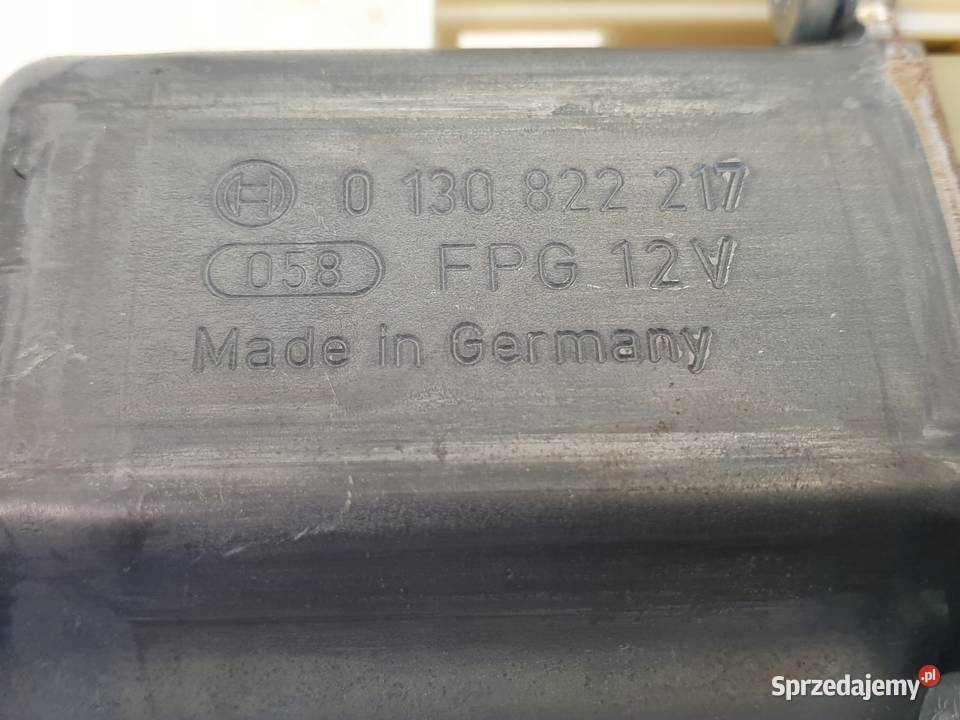 0 130 822 217
058 FPG 12V
Made in Germany
Sprzedajemy.pl